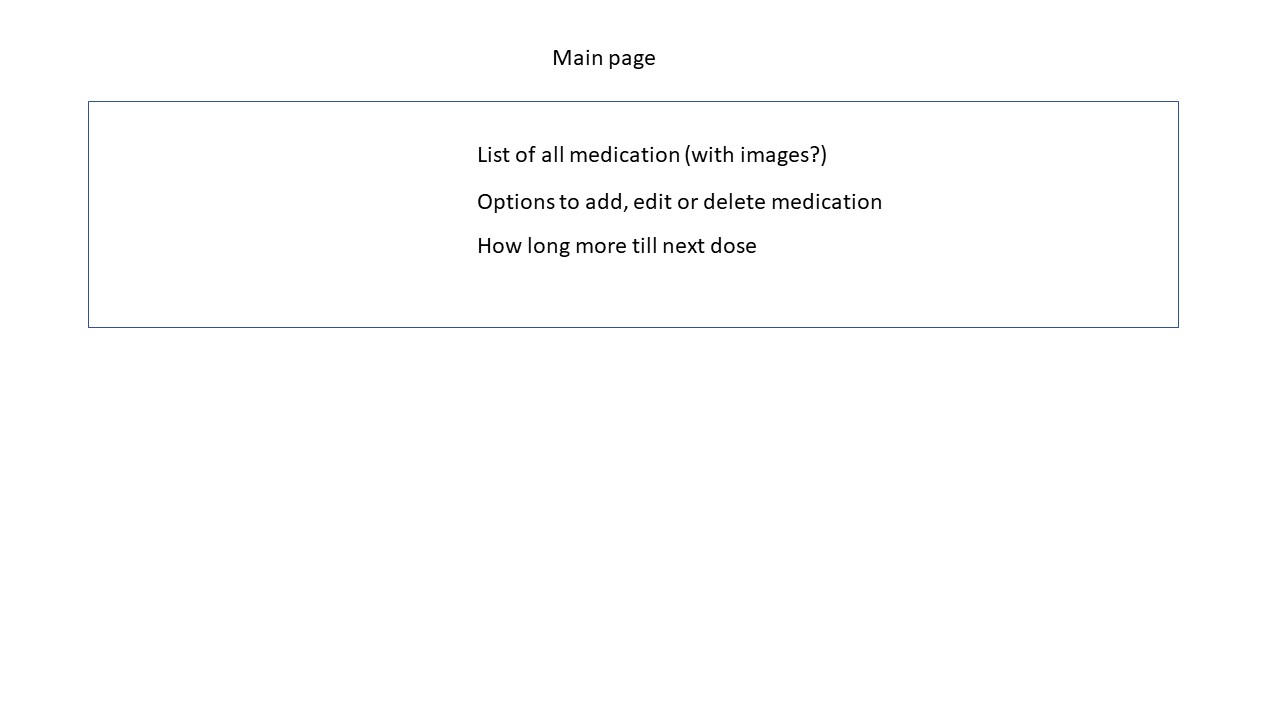 Main page
List of all medication (with images?)
Options to add, edit or delete medication
How long more till next dose